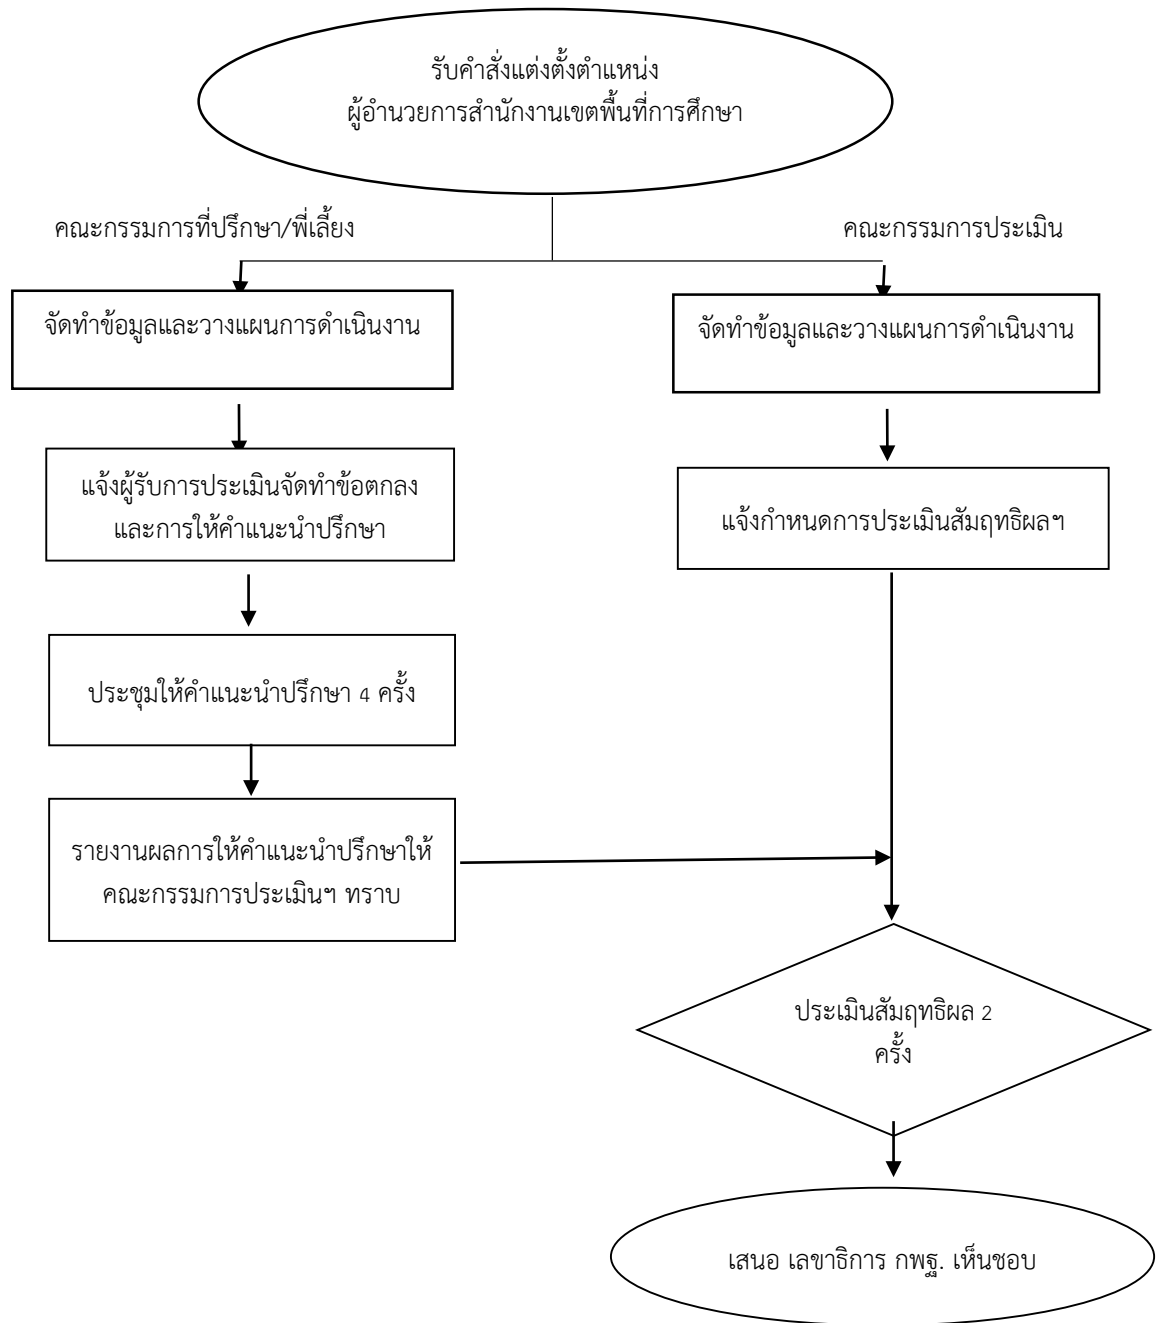 รับคำสั่งแต่งตั้งตำแหน่ง
ผู้อำนวยการสำนักงานเขตพื้นที่การศึกษา
คณะกรรมการที่ปรึกษา/พี่เลี้ยง
คณะกรรมการประเมิน
จัดทำข้อมูลและวางแผนการดำเนินงาน
จัดทำข้อมูลและวางแผนการดำเนินงาน
แจ้งผู้รับการประเมินจัดทำข้อตกลง
และการให้คำแนะนำปรึกษา
แจ้งกำหนดการประเมินสัมฤทธิผลฯ
ประชุมให้คำแนะนำปรึกษา 4 ครั้ง
รายงานผลการให้คำแนะนำปรึกษาให้
คณะกรรมการประเมินฯ ทราบ
ประเมินสัมฤทธิผล 2
ครั้ง
เสนอ เลขาธิการ กพฐ. เห็นชอบ